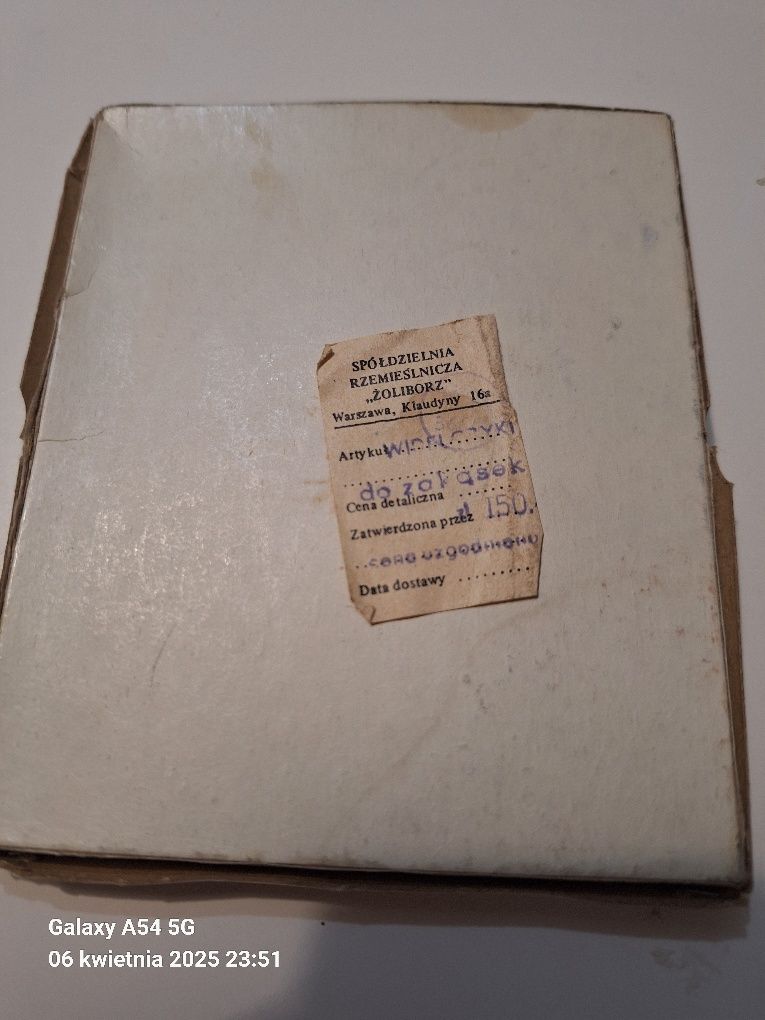 SPÓŁDZIELNIA
RZEMIEŚLNICZA
„ŻOLIBORZ”
Warszawa, Klaudyny 16a
Artykuł WIDELCZYKI
do zakąsek
Cena detaliczna
Zatwierdzona przez zł 150.
cena uzgodniona
Data dostawy ..........
Galaxy A54 5G
06 kwietnia 2025 23:51